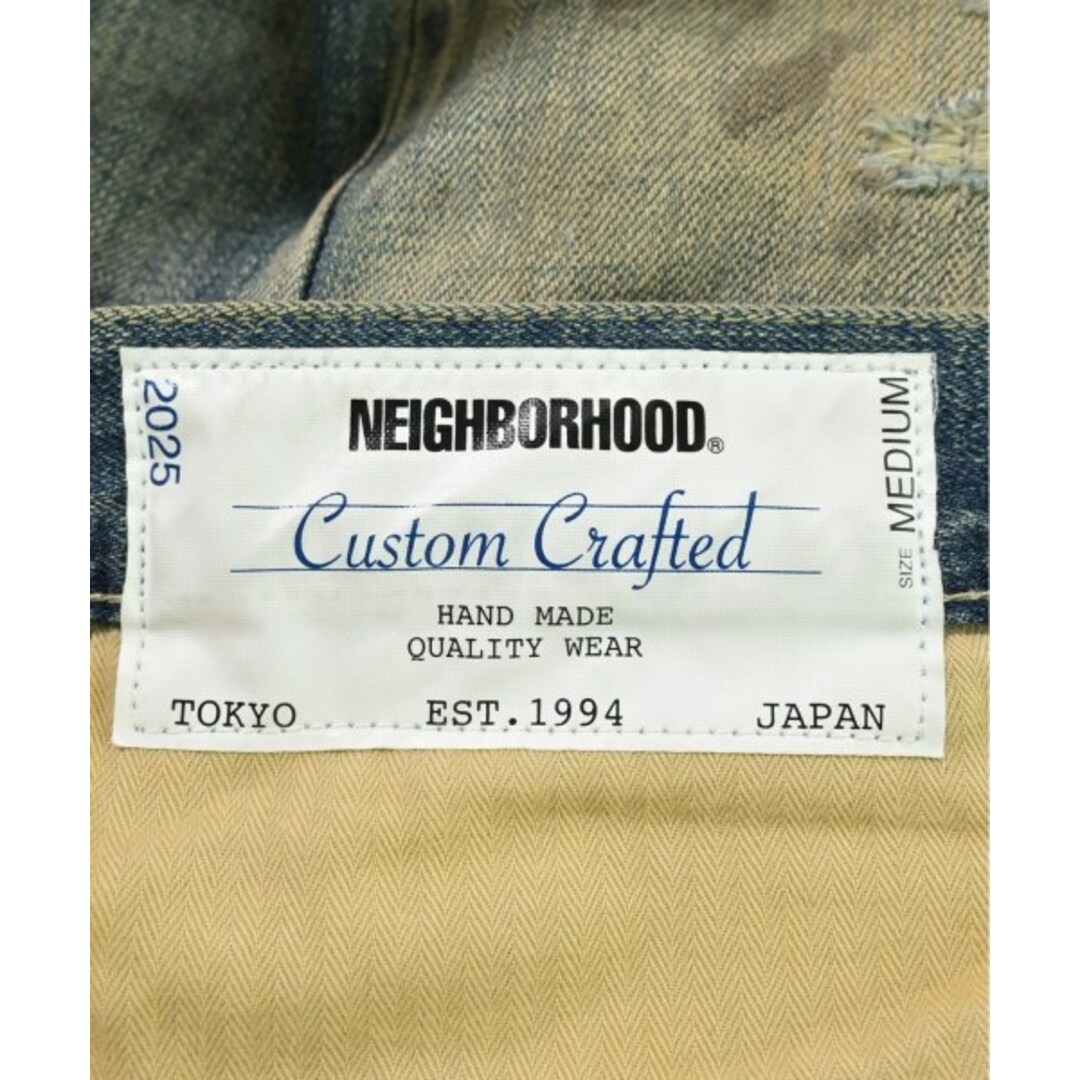 NEIGHBORHOOD®
2025
SIZE MEDIUM
Custom Crafted
HAND MADE
QUALITY WEAR
TOKYO EST.1994 JAPAN